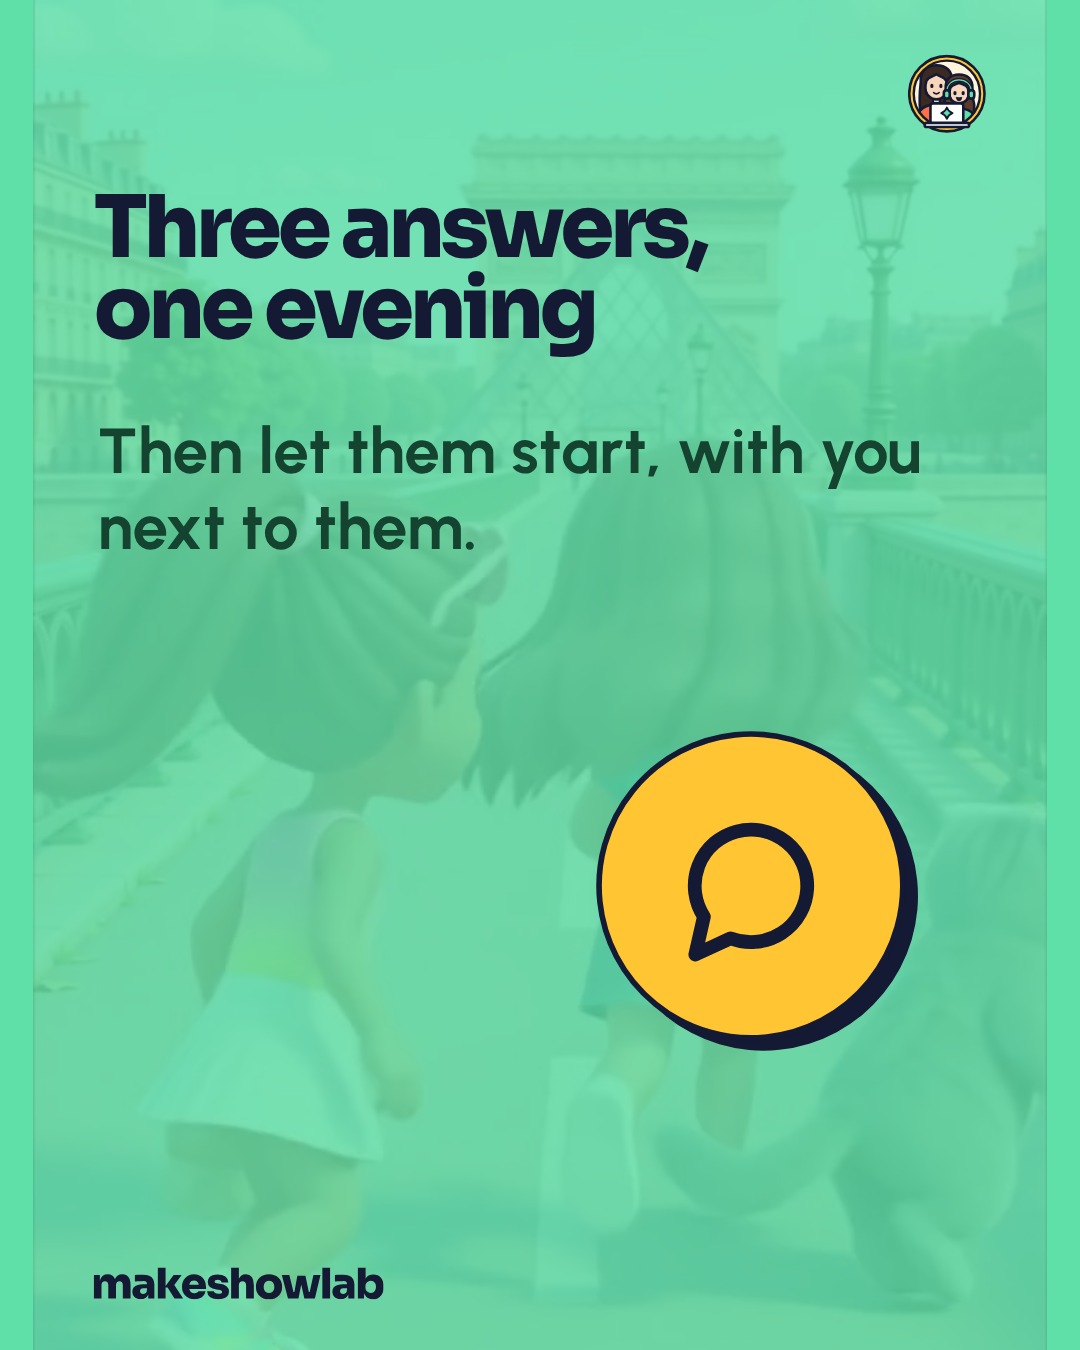 Three answers,
one evening
Then let them start, with you
next to them.
makeshowlab